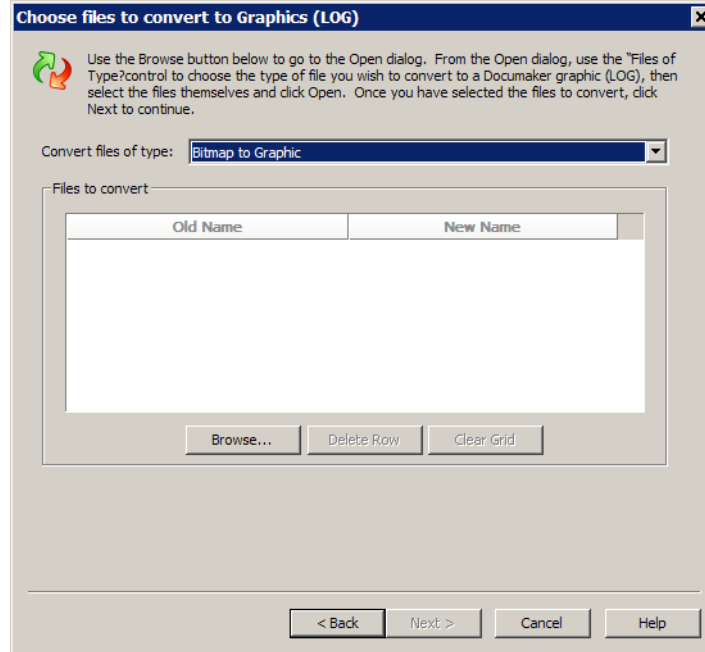 Choose files to convert to Graphics (LOG)
Use the Browse button below to go to the Open dialog.  From the Open dialog, use the "Files of
Type?control to choose the type of file you wish to convert to a Documaker graphic (LOG), then
select the files themselves and click Open.  Once you have selected the files to convert, click
Next to continue.
Convert files of type: Bitmap to Graphic
Files to convert
Old Name New Name
Browse... Delete Row Clear Grid
< Back Next > Cancel Help